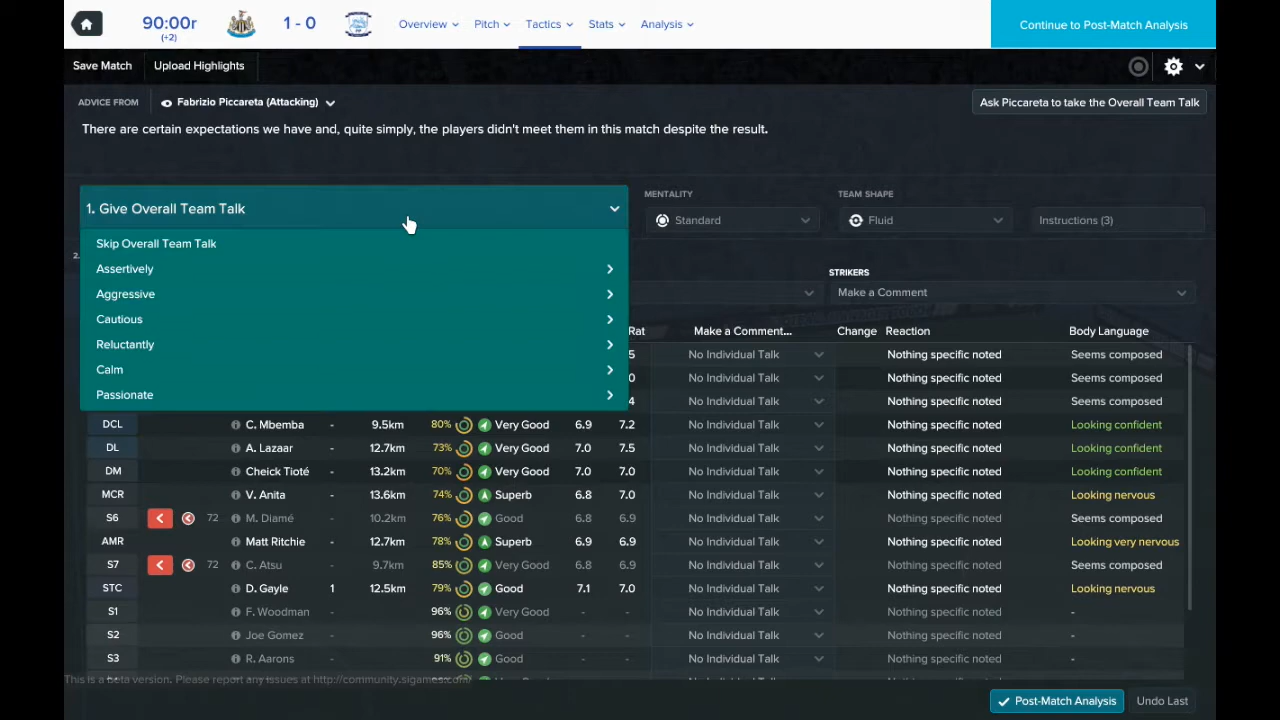 90:00r
(+2)
1 - 0
Overview Pitch Tactics Stats Analysis
Continue to Post-Match Analysis
Save Match Upload Highlights
ADVICE FROM Fabrizio Piccareta (Attacking)
Ask Piccareta to take the Overall Team Talk
There are certain expectations we have and, quite simply, the players didn't meet them in this match despite the result.
1. Give Overall Team Talk
MENTALITY TEAM SHAPE
Standard Fluid Instructions (3)
Skip Overall Team Talk
Assertively
Aggressive
Cautious
Reluctantly
Calm
Passionate
2.
STRIKERS
Make a Comment
Rat Make a Comment... Change Reaction Body Language
5 No Individual Talk Nothing specific noted Seems composed
0 No Individual Talk Nothing specific noted Seems composed
4 No Individual Talk Nothing specific noted Seems composed
DCL C. Mbemba - 9.5km 80% Very Good 6.9 7.2 No Individual Talk Nothing specific noted Looking confident
DL A. Lazaar - 12.7km 73% Very Good 7.0 7.5 No Individual Talk Nothing specific noted Looking confident
DM Cheick Tioté - 13.2km 70% Very Good 7.0 7.0 No Individual Talk Nothing specific noted Looking confident
MCR V. Anita - 13.6km 74% Superb 6.8 7.0 No Individual Talk Nothing specific noted Looking nervous
S6 72 M. Diamé - 10.2km 76% Good 6.8 6.9 No Individual Talk Nothing specific noted Seems composed
AMR Matt Ritchie - 12.7km 78% Superb 6.9 6.9 No Individual Talk Nothing specific noted Looking very nervous
S7 72 C. Atsu - 9.7km 85% Very Good 6.8 6.9 No Individual Talk Nothing specific noted Seems composed
STC D. Gayle 1 12.5km 79% Good 7.1 7.0 No Individual Talk Nothing specific noted Looking nervous
S1 F. Woodman 96% Very Good - - No Individual Talk Nothing specific noted -
S2 Joe Gomez 96% Good - - No Individual Talk Nothing specific noted -
S3 R. Aarons 91% Good - - No Individual Talk Nothing specific noted -
This is a beta version. Please report any issues at http://community.sigames.com/
Post-Match Analysis Undo Last